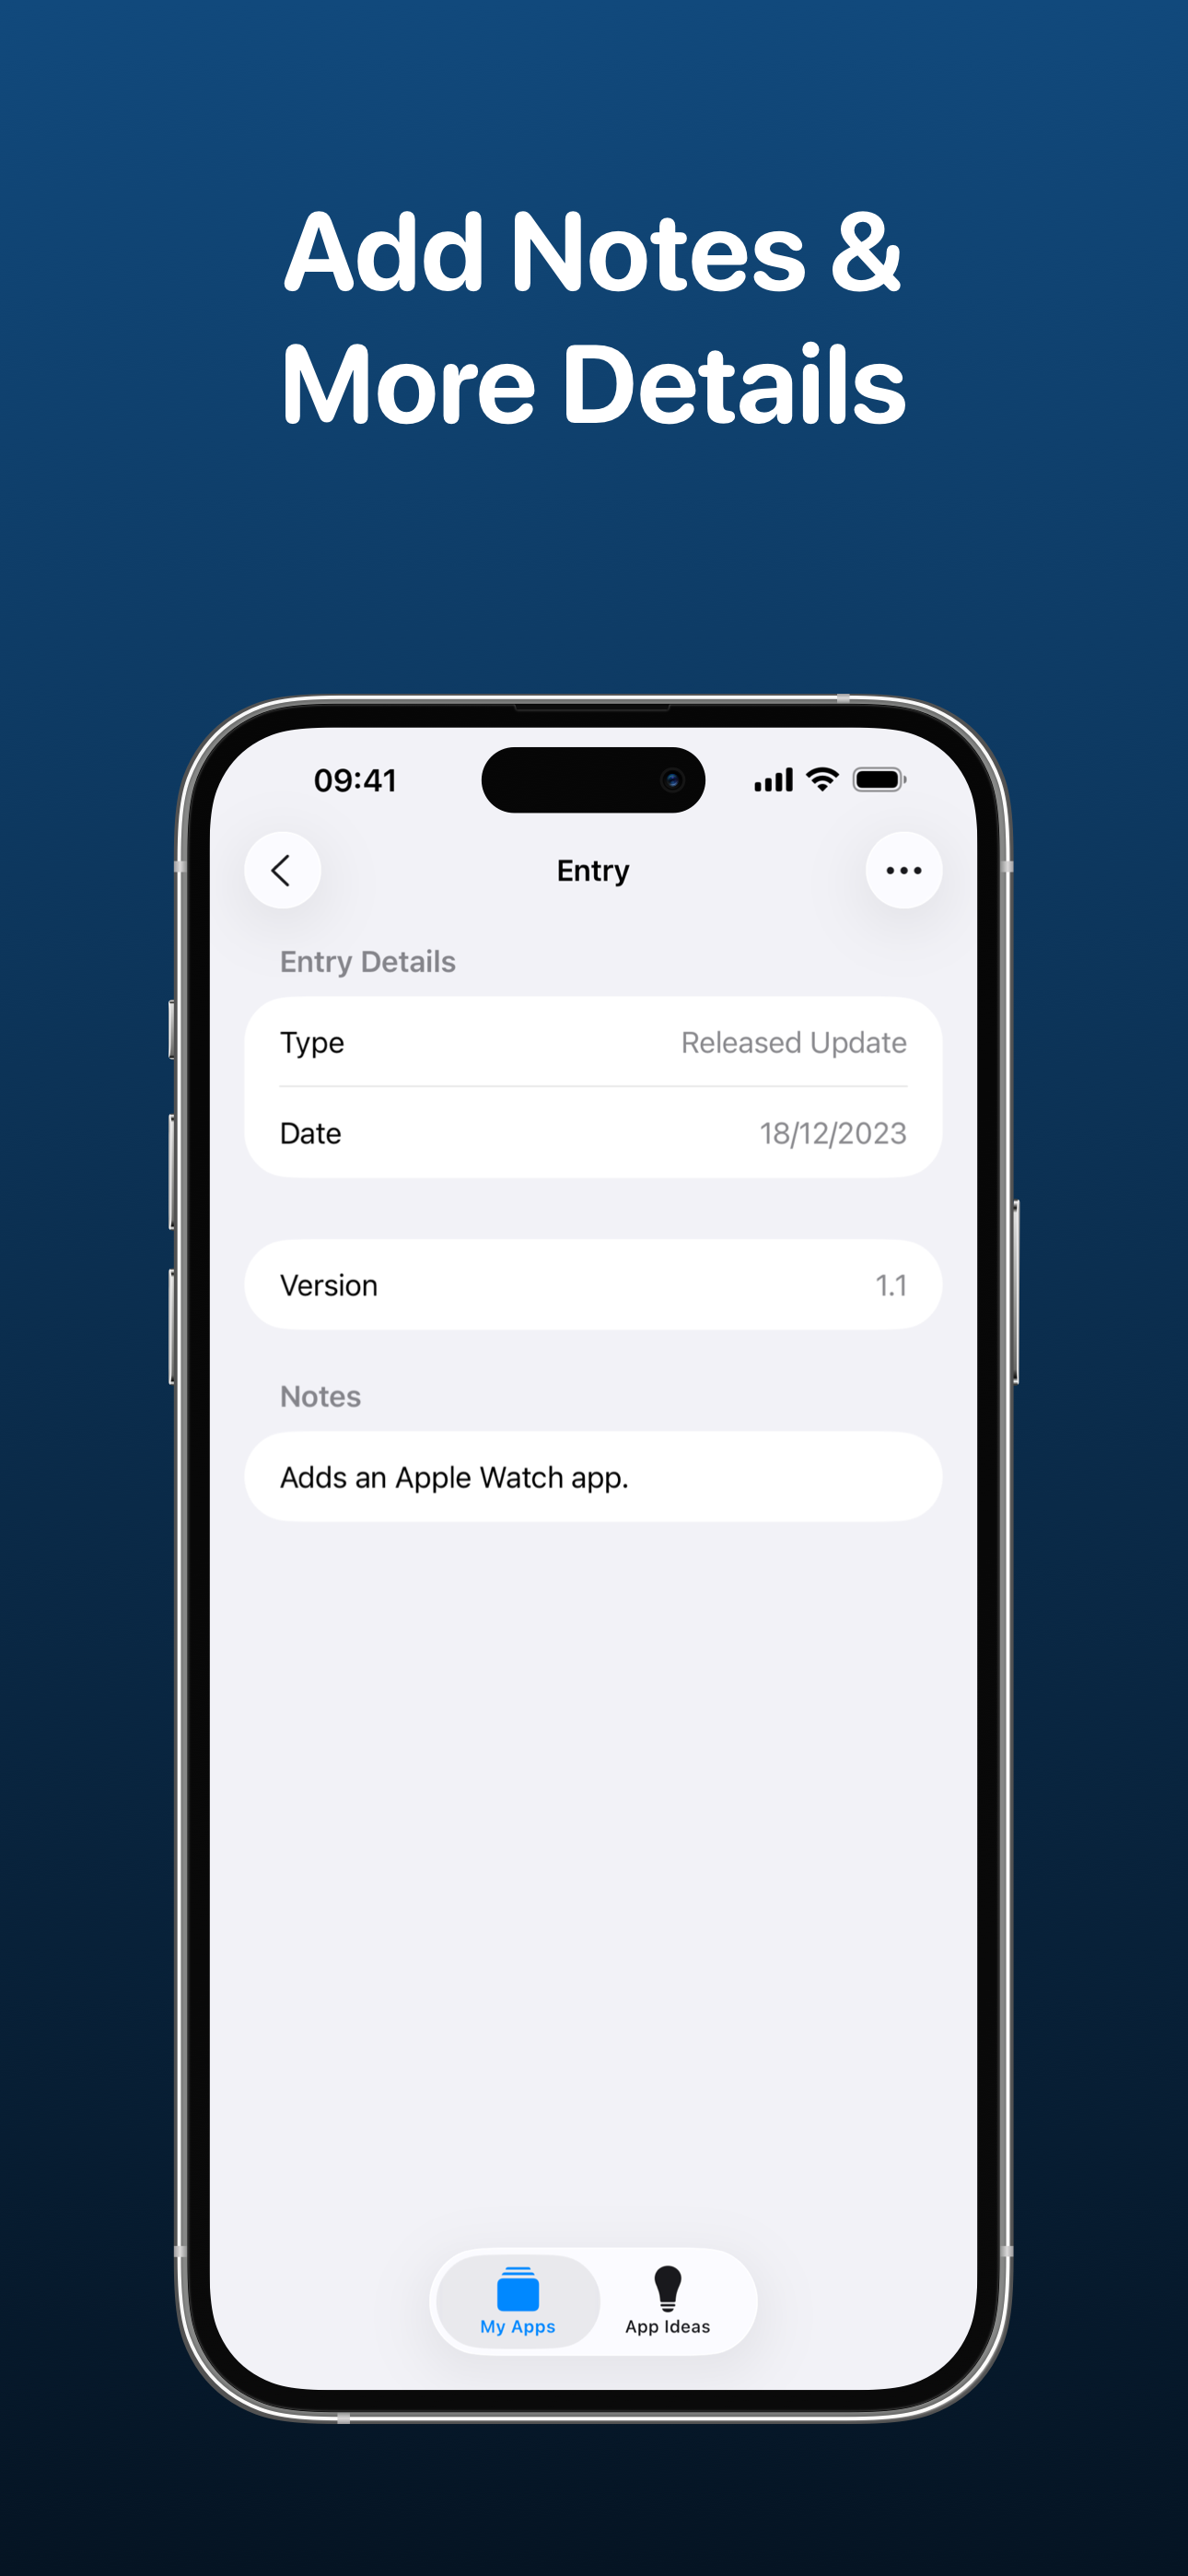 Add Notes &
More Details
09:41
Entry
Entry Details
Type Released Update
Date 18/12/2023
Version 1.1
Notes
Adds an Apple Watch app.
My Apps App Ideas